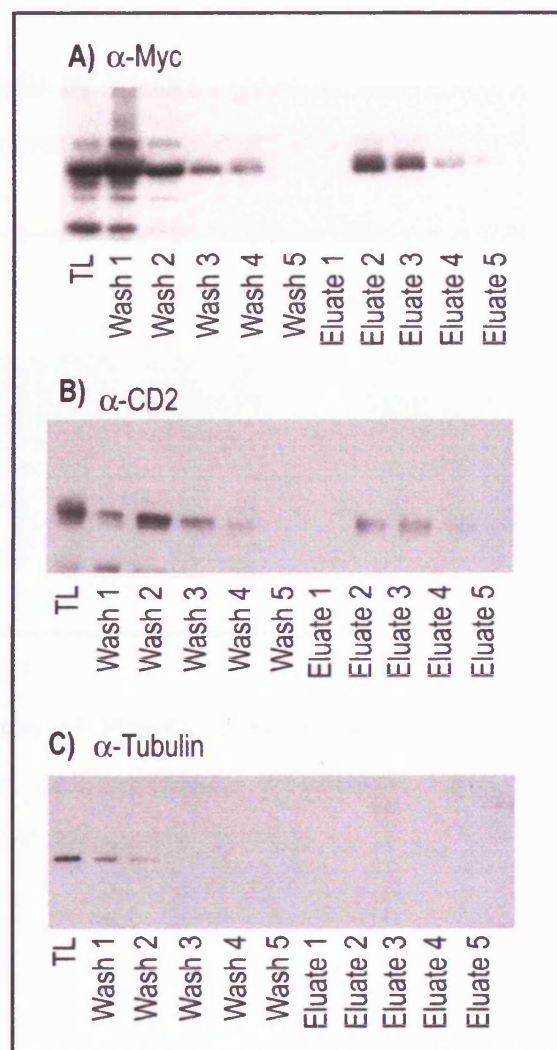 A) α-Myc
TL
Wash 1
Wash 2
Wash 3
Wash 4
Wash 5
Eluate 1
Eluate 2
Eluate 3
Eluate 4
Eluate 5
B) α-CD2
TL
Wash 1
Wash 2
Wash 3
Wash 4
Wash 5
Eluate 1
Eluate 2
Eluate 3
Eluate 4
Eluate 5
C) α-Tubulin
TL
Wash 1
Wash 2
Wash 3
Wash 4
Wash 5
Eluate 1
Eluate 2
Eluate 3
Eluate 4
Eluate 5